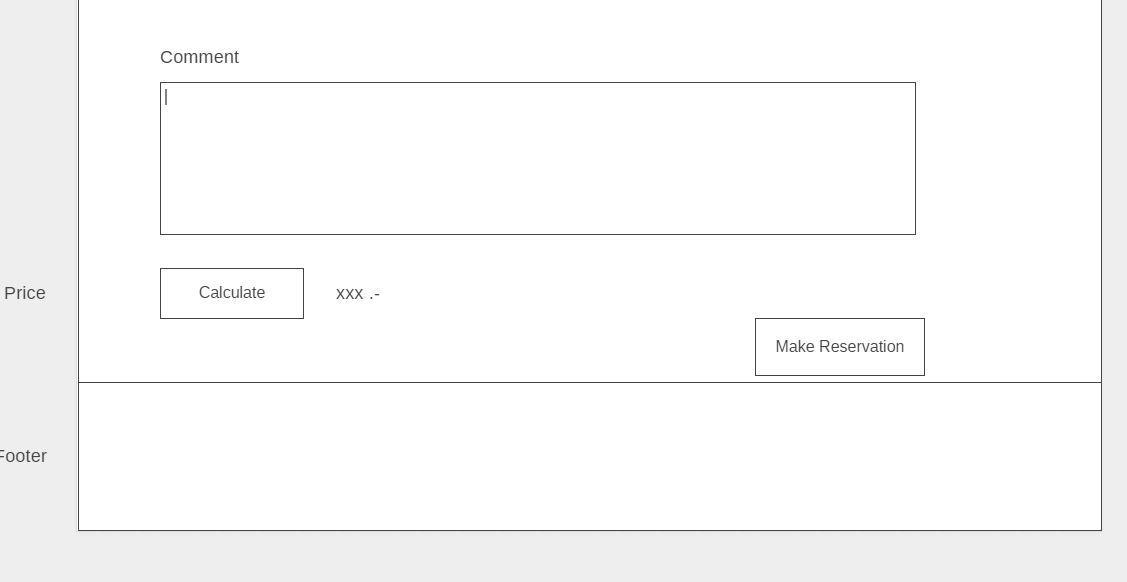 Comment
Price
Calculate
xxx .-
Make Reservation
Footer